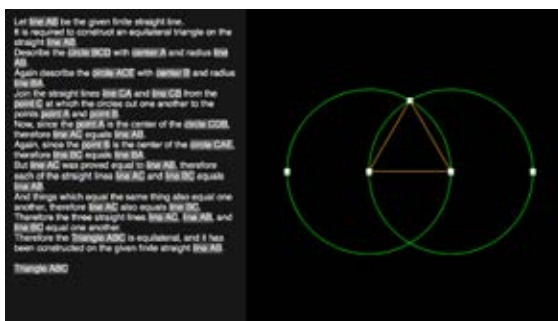 Let line AB be the given finite straight line.
It is required to construct an equilateral triangle on the
straight line AB.
Describe the circle BCD with center A and radius line
AB.
Again describe the circle ACE with center B and radius
line BA.
Join the straight lines line CA and line CB from the
point C at which the circles cut one another to the
points point A and point B.
Now, since the point A is the center of the circle CDB,
therefore line AC equals line AB.
Again, since the point B is the center of the circle CAE,
therefore line BC equals line BA.
But line AC was proved equal to line AB, therefore
each of the straight lines line AC and line BC equals
line AB.
And things which equal the same thing also equal one
another, therefore line AC also equals line BC.
Therefore the three straight lines line AC, line AB, and
line BC equal one another.
Therefore the Triangle ABC is equilateral, and it has
been constructed on the given finite straight line AB.
Triangle ABC